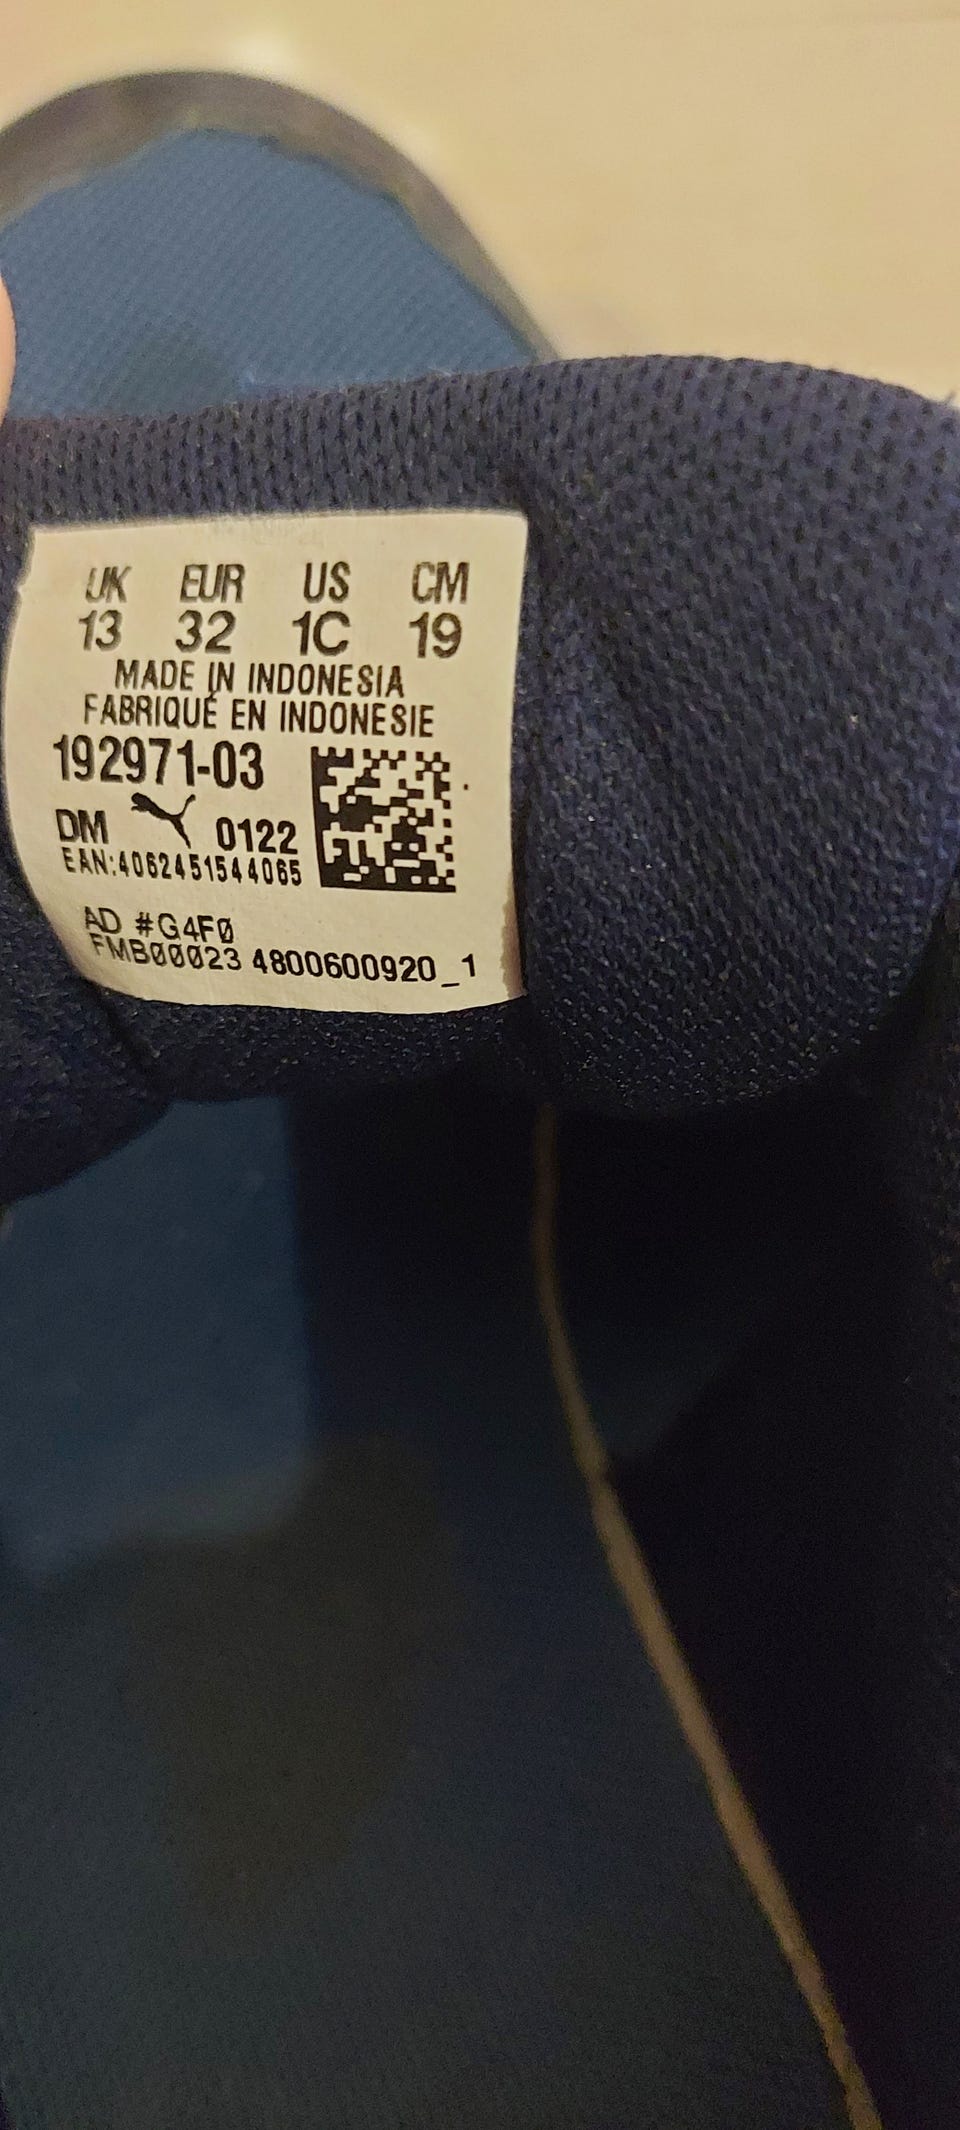 UK EUR US CM
13 32 1C 19
MADE IN INDONESIA
FABRIQUÉ EN INDONESIE
192971-03
DM 0122
EAN:4062451544065
AD #G4F0
FMB00023 4800600920_1